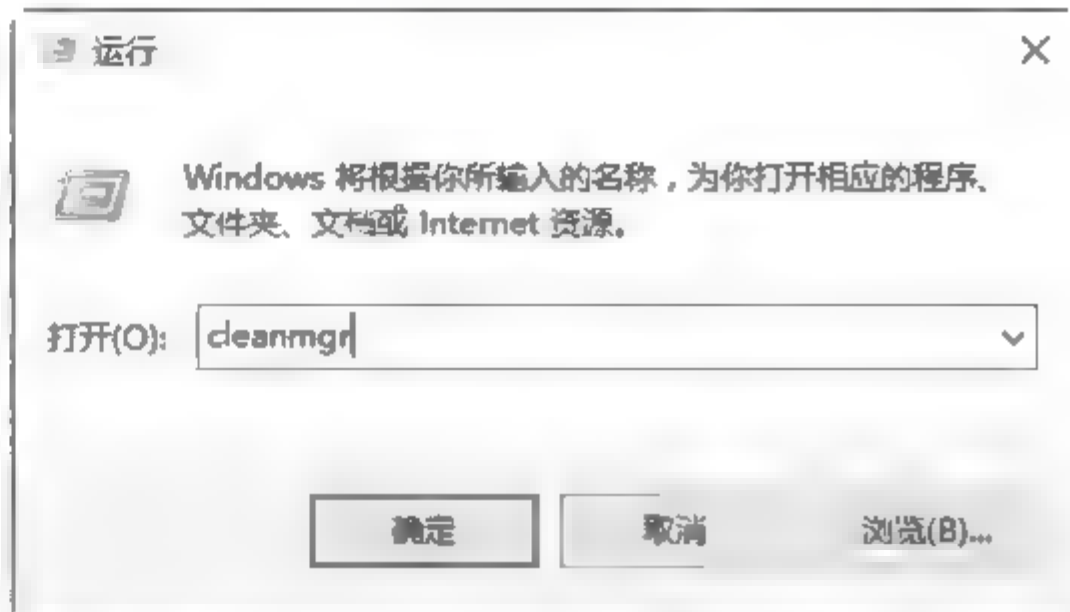 运行
Windows 将根据你所输入的名称，为你打开相应的程序、
文件夹、文档或 Internet 资源。
打开(O): cleanmgr
确定 取消 浏览(B)...